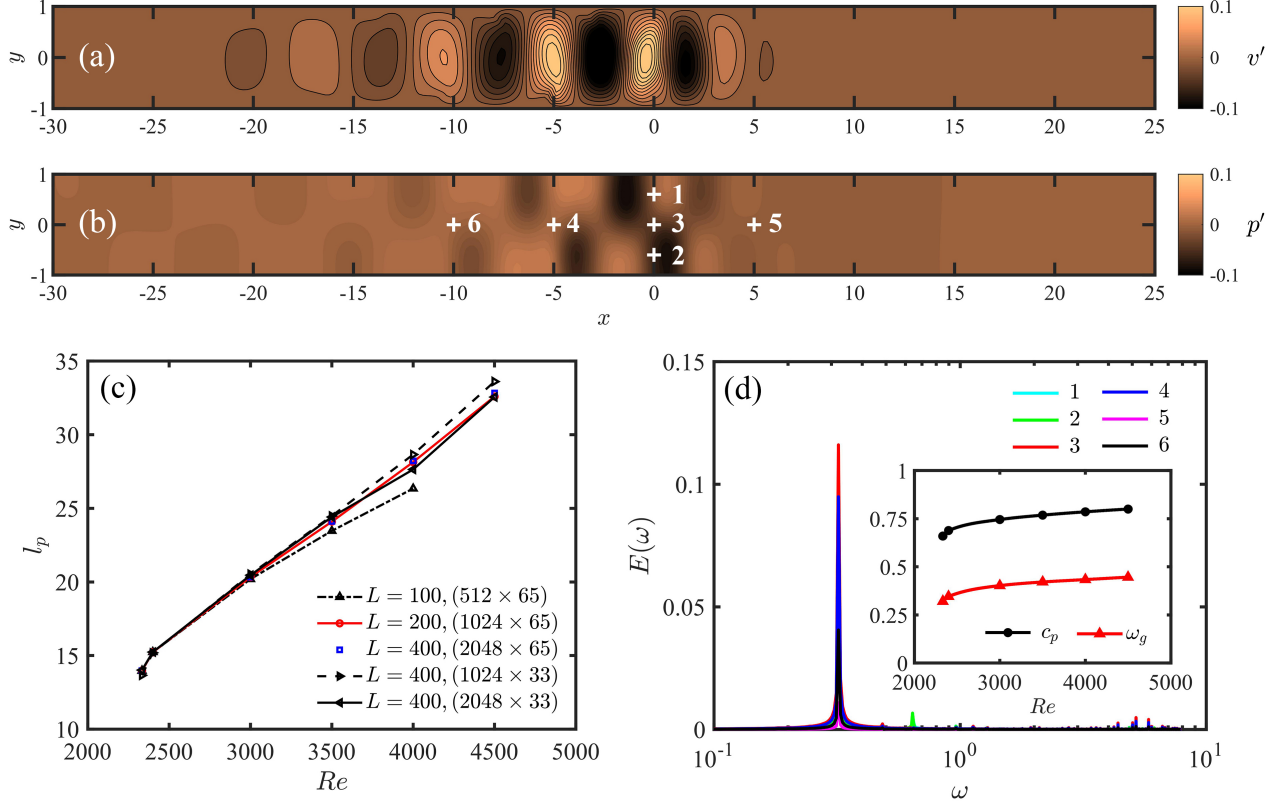 y
1
0
-1
(a)
-30 -25 -20 -15 -10 -5 0 5 10 15 20 25
0.1
0
-0.1
v′
y
1
0
-1
(b)
1
6 4 3 5
2
-30 -25 -20 -15 -10 -5 0 5 10 15 20 25
x
0.1
0
-0.1
p′
(c)
l_p
35
30
25
20
15
10
L = 100, (512 × 65)
L = 200, (1024 × 65)
L = 400, (2048 × 65)
L = 400, (1024 × 33)
L = 400, (2048 × 33)
2000 2500 3000 3500 4000 4500 5000
Re
(d)
E(ω)
0.15
0.1
0.05
0
1 4
2 5
3 6
1
0.75
0.5
0.25
0
c_p ω_g
2000 3000 4000 5000
Re
10^-1 10^0 10^1
ω